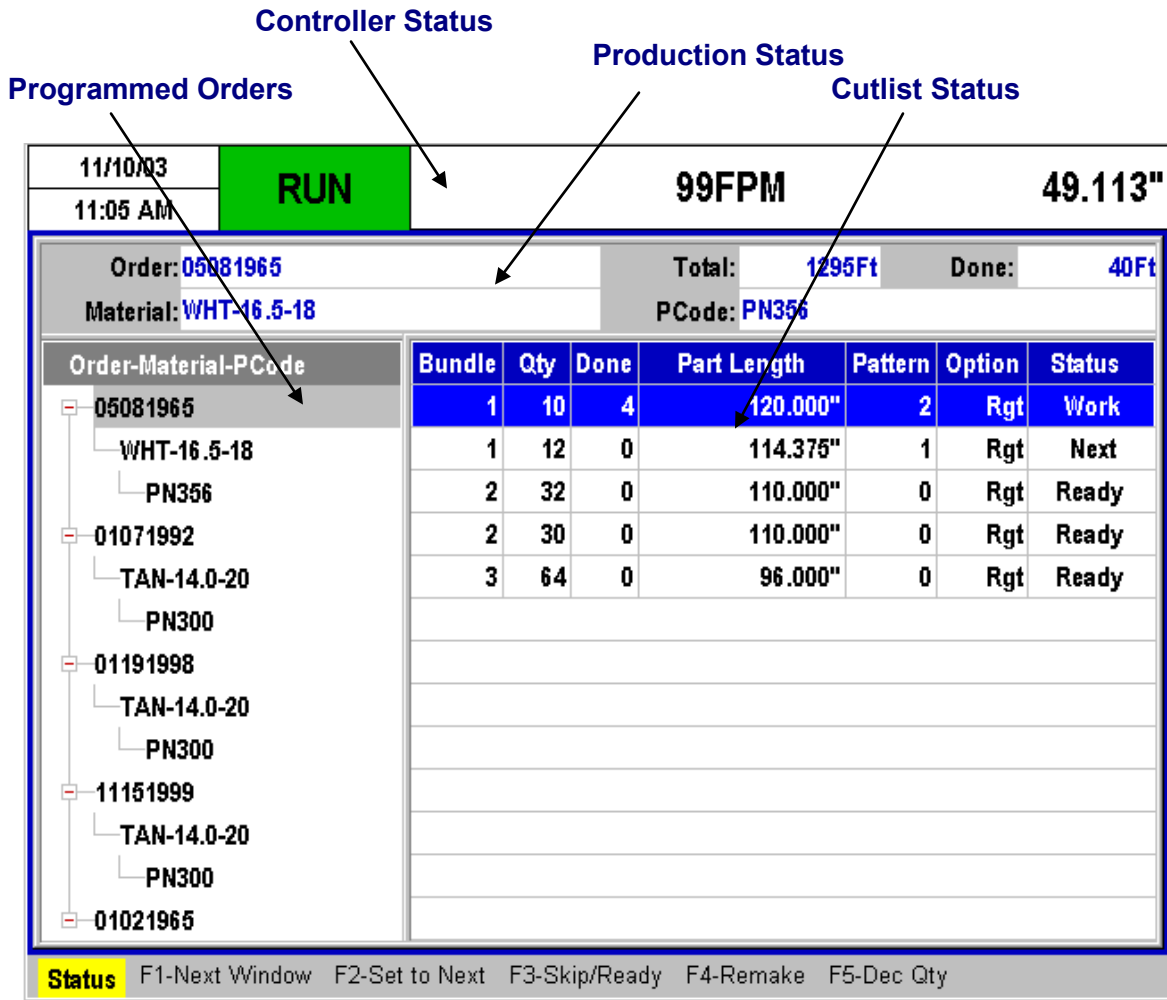 Controller Status
Production Status
Programmed Orders
Cutlist Status
11/10/03
11:05 AM
RUN
99FPM
49.113"
Order: 05081965 Total: 1295Ft Done: 40Ft
Material: WHT-16.5-18 PCode: PN356
Order-Material-PCode
05081965
WHT-16.5-18
PN356
01071992
TAN-14.0-20
PN300
01191998
TAN-14.0-20
PN300
11151999
TAN-14.0-20
PN300
01021965
Bundle Qty Done Part Length Pattern Option Status
1 10 4 120.000" 2 Rgt Work
1 12 0 114.375" 1 Rgt Next
2 32 0 110.000" 0 Rgt Ready
2 30 0 110.000" 0 Rgt Ready
3 64 0 96.000" 0 Rgt Ready
Status F1-Next Window F2-Set to Next F3-Skip/Ready F4-Remake F5-Dec Qty